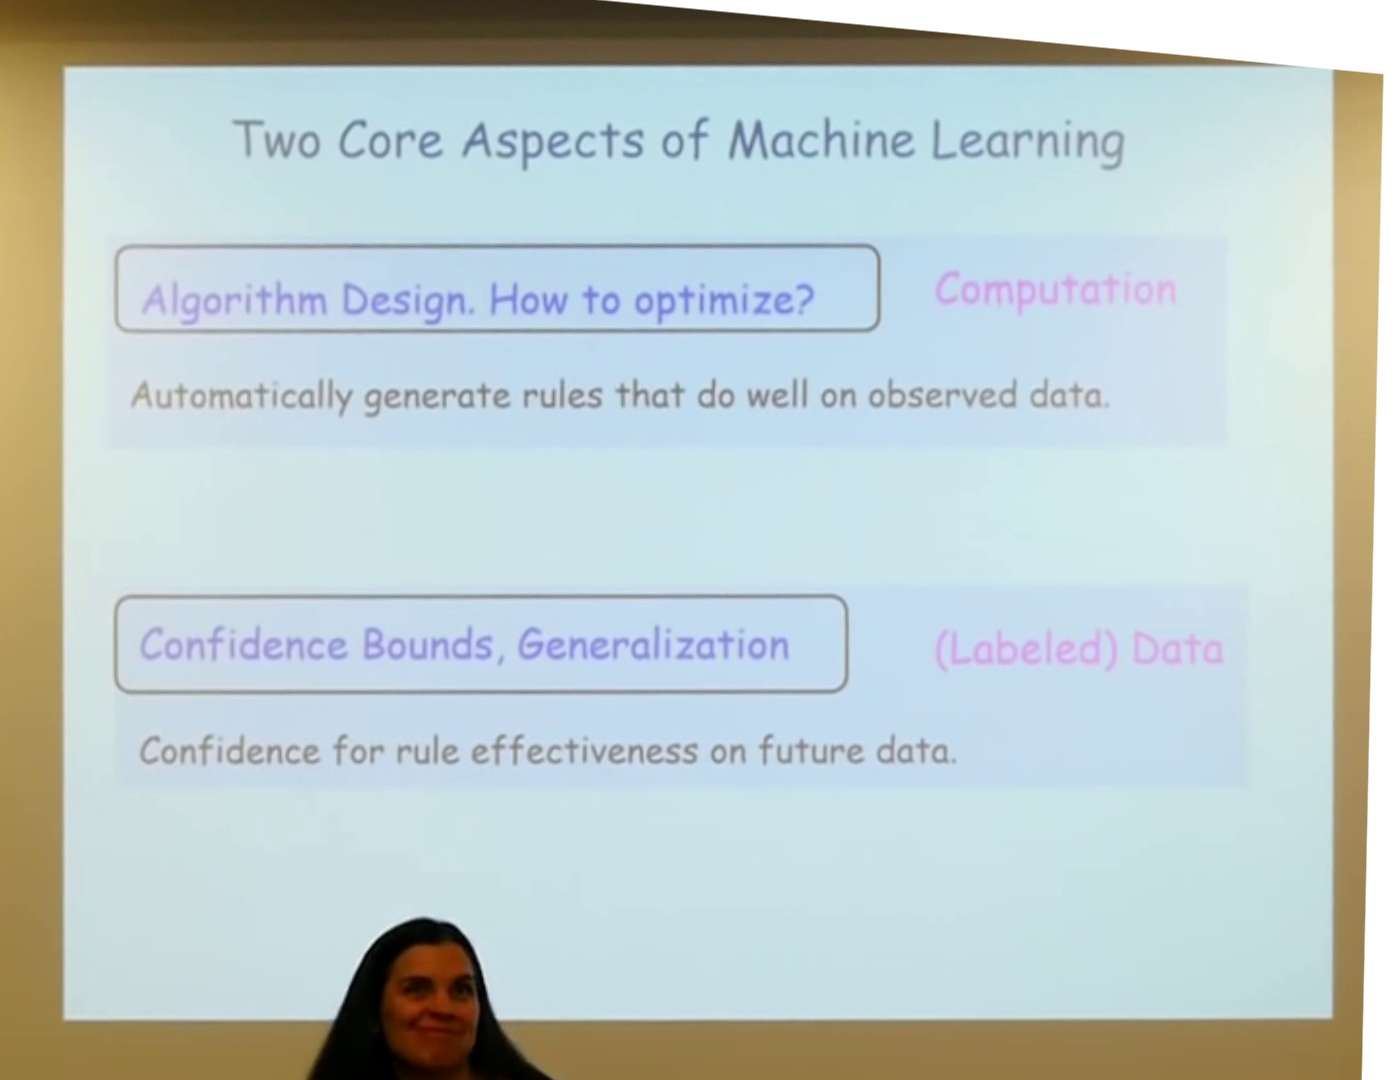 Two Core Aspects of Machine Learning
Algorithm Design. How to optimize?
Computation
Automatically generate rules that do well on observed data.
Confidence Bounds, Generalization
(Labeled) Data
Confidence for rule effectiveness on future data.